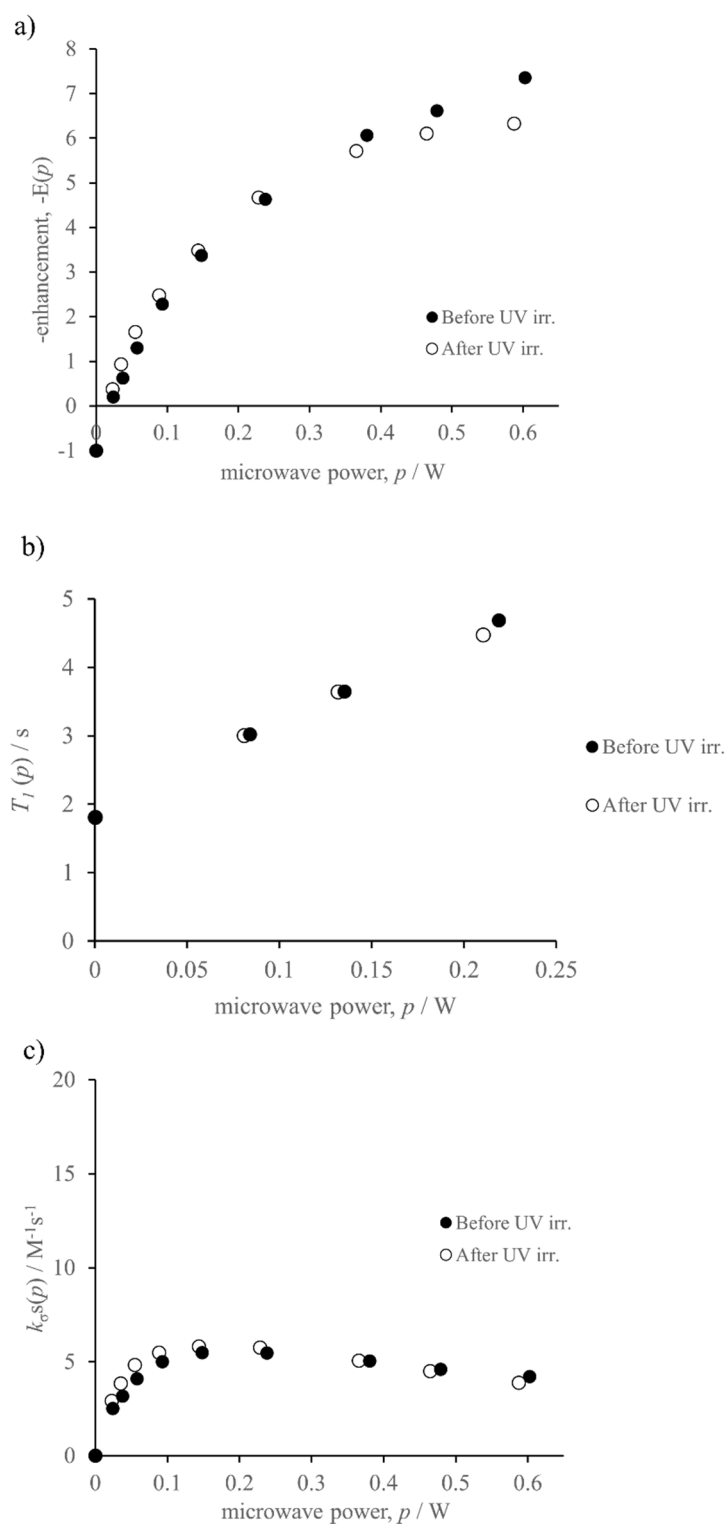 a)
8
7
6
5
4
3
2
1
0
-1
-enhancement, -E(p)
0
0.1
0.2
0.3
0.4
0.5
0.6
microwave power, p / W
Before UV irr.
After UV irr.
b)
5
4
3
2
1
0
T1 (p) / s
0
0.05
0.1
0.15
0.2
0.25
microwave power, p / W
Before UV irr.
After UV irr.
c)
20
15
10
5
0
kσs(p) / M⁻¹s⁻¹
0
0.1
0.2
0.3
0.4
0.5
0.6
microwave power, p / W
Before UV irr.
After UV irr.